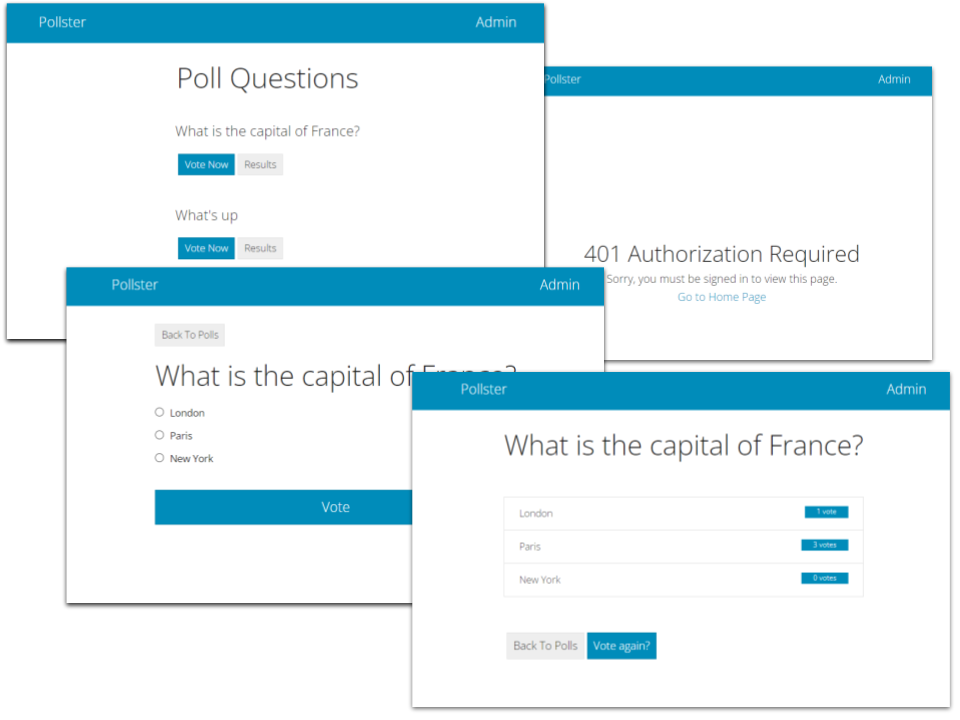 Pollster Admin
Poll Questions
What is the capital of France?
Vote Now Results
What's up
Vote Now Results
Pollster Admin
401 Authorization Required
Sorry, you must be signed in to view this page.
Go to Home Page
Pollster Admin
Back To Polls
What is the capital of France?
London
Paris
New York
Vote
Pollster Admin
What is the capital of France?
London 1 vote
Paris 3 votes
New York 0 votes
Back To Polls Vote again?